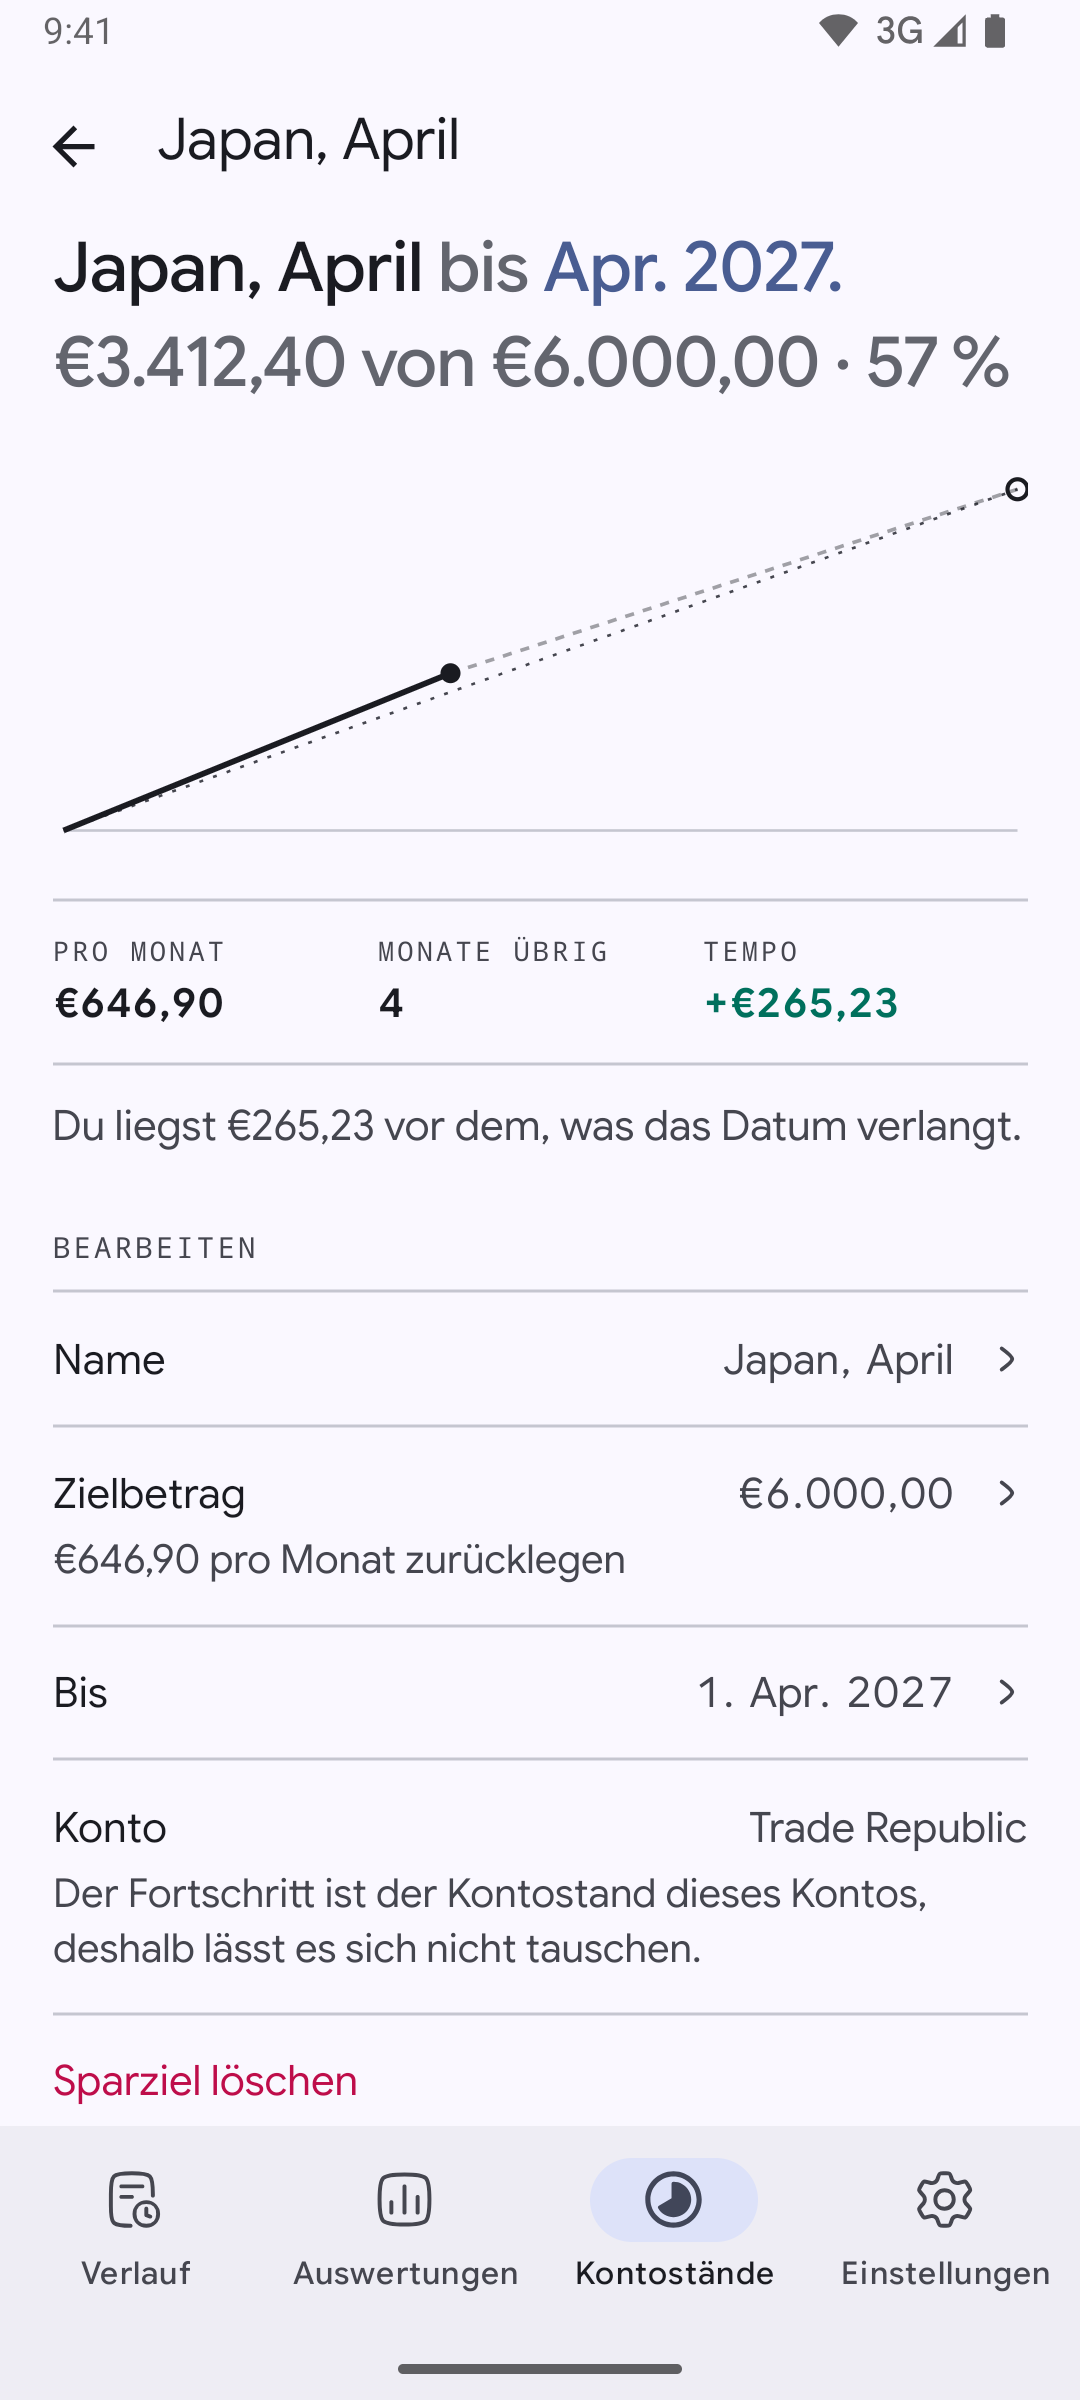 9:41
3G
Japan, April
Japan, April bis Apr. 2027.
€3.412,40 von €6.000,00 · 57 %
PRO MONAT
€646,90
MONATE ÜBRIG
4
TEMPO
+€265,23
Du liegst €265,23 vor dem, was das Datum verlangt.
BEARBEITEN
Name
Japan, April
Zielbetrag
€6.000,00
€646,90 pro Monat zurücklegen
Bis
1. Apr. 2027
Konto
Trade Republic
Der Fortschritt ist der Kontostand dieses Kontos,
deshalb lässt es sich nicht tauschen.
Sparziel löschen
Verlauf
Auswertungen
Kontostände
Einstellungen